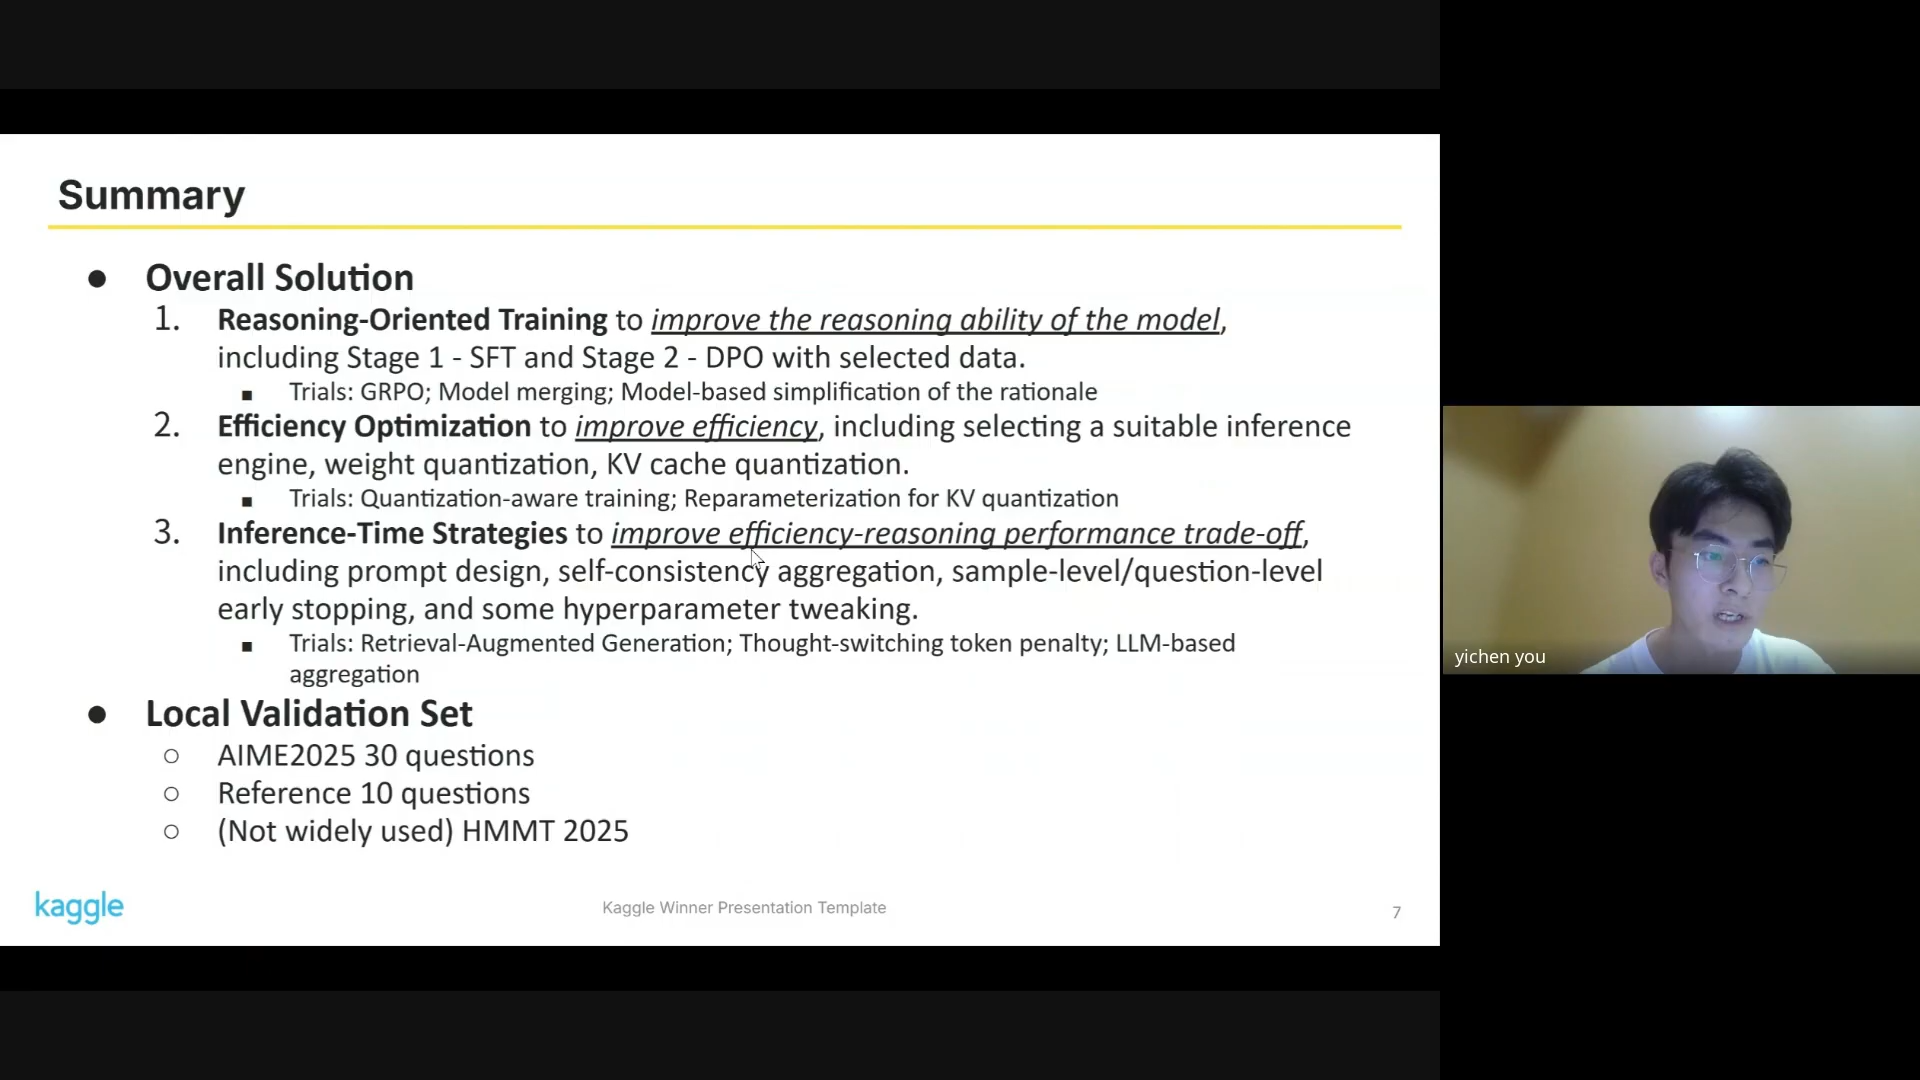 Summary
● Overall Solution
1. Reasoning-Oriented Training to improve the reasoning ability of the model,
including Stage 1 - SFT and Stage 2 - DPO with selected data.
■ Trials: GRPO; Model merging; Model-based simplification of the rationale
2. Efficiency Optimization to improve efficiency, including selecting a suitable inference
engine, weight quantization, KV cache quantization.
■ Trials: Quantization-aware training; Reparameterization for KV quantization
3. Inference-Time Strategies to improve efficiency-reasoning performance trade-off,
including prompt design, self-consistency aggregation, sample-level/question-level
early stopping, and some hyperparameter tweaking.
■ Trials: Retrieval-Augmented Generation; Thought-switching token penalty; LLM-based
aggregation
● Local Validation Set
○ AIME2025 30 questions
○ Reference 10 questions
○ (Not widely used) HMMT 2025
kaggle
Kaggle Winner Presentation Template
7
yichen you